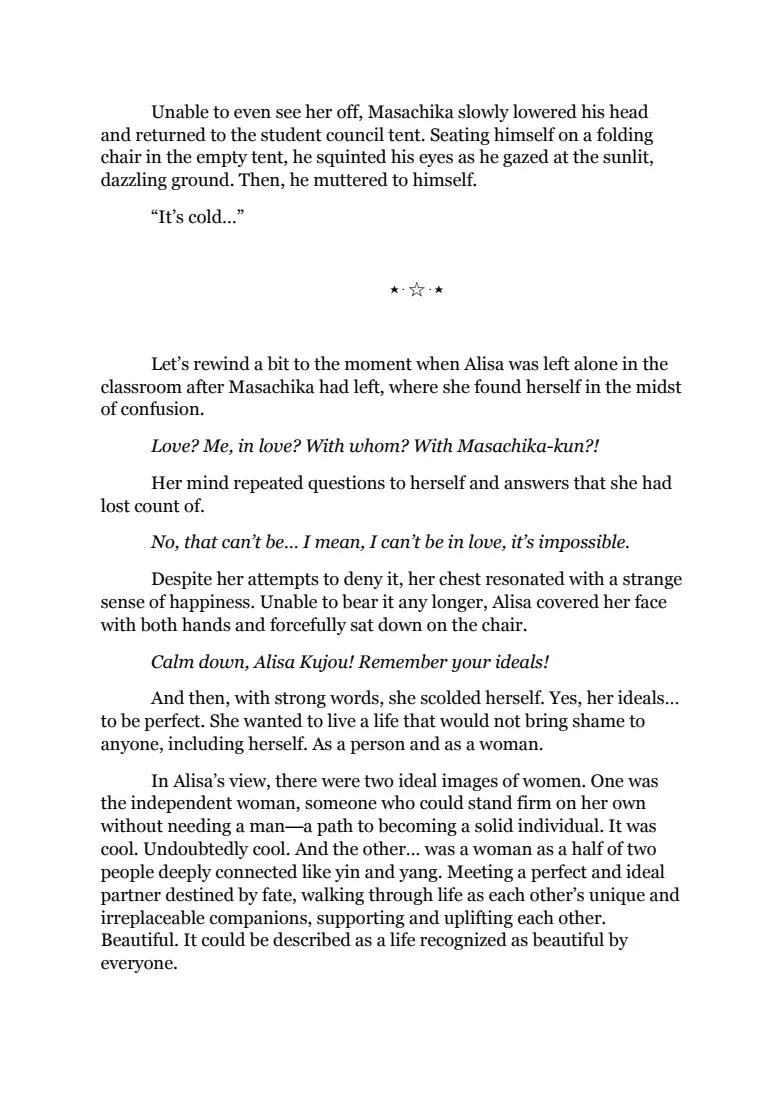 Unable to even see her off, Masachika slowly lowered his head
and returned to the student council tent. Seating himself on a folding
chair in the empty tent, he squinted his eyes as he gazed at the sunlit,
dazzling ground. Then, he muttered to himself.
“It’s cold…”
⋆·☆·⋆
Let’s rewind a bit to the moment when Alisa was left alone in the
classroom after Masachika had left, where she found herself in the midst
of confusion.
Love? Me, in love? With whom? With Masachika-kun?!
Her mind repeated questions to herself and answers that she had
lost count of.
No, that can’t be… I mean, I can’t be in love, it’s impossible.
Despite her attempts to deny it, her chest resonated with a strange
sense of happiness. Unable to bear it any longer, Alisa covered her face
with both hands and forcefully sat down on the chair.
Calm down, Alisa Kujou! Remember your ideals!
And then, with strong words, she scolded herself. Yes, her ideals…
to be perfect. She wanted to live a life that would not bring shame to
anyone, including herself. As a person and as a woman.
In Alisa’s view, there were two ideal images of women. One was
the independent woman, someone who could stand firm on her own
without needing a man—a path to becoming a solid individual. It was
cool. Undoubtedly cool. And the other… was a woman as a half of two
people deeply connected like yin and yang. Meeting a perfect and ideal
partner destined by fate, walking through life as each other’s unique and
irreplaceable companions, supporting and uplifting each other.
Beautiful. It could be described as a life recognized as beautiful by
everyone.